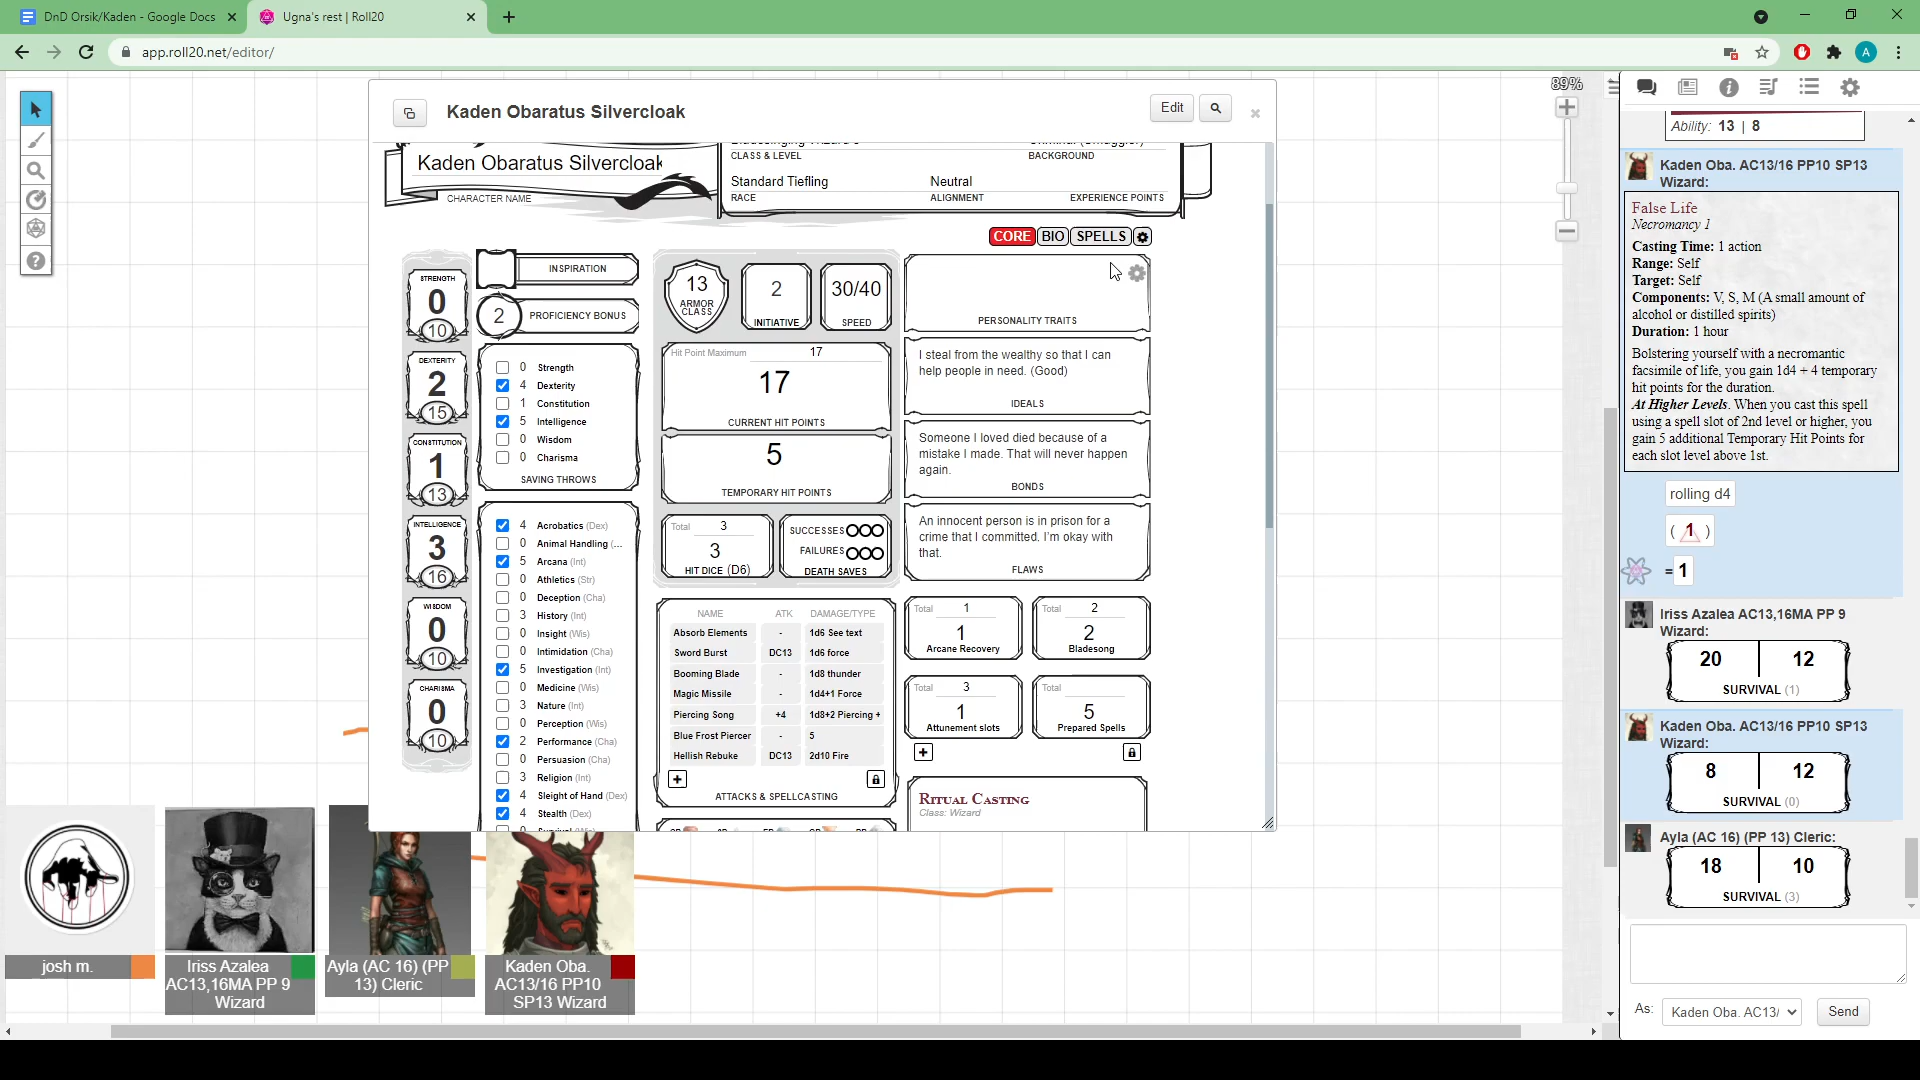 DnD Orsik/Kaden - Google Docs
Ugna's rest | Roll20
app.roll20.net/editor/
A
89%
Kaden Obaratus Silvercloak
Edit
Kaden Obaratus Silvercloak
CHARACTER NAME
CLASS & LEVEL
BACKGROUND
Standard Tiefling
Neutral
RACE
ALIGNMENT
EXPERIENCE POINTS
CORE
BIO
SPELLS
STRENGTH
0
10
DEXTERITY
2
15
CONSTITUTION
1
13
INTELLIGENCE
3
16
WISDOM
0
10
CHARISMA
0
10
INSPIRATION
2 PROFICIENCY BONUS
0 Strength
4 Dexterity
1 Constitution
5 Intelligence
0 Wisdom
0 Charisma
SAVING THROWS
4 Acrobatics (Dex)
0 Animal Handling (...
5 Arcana (Int)
0 Athletics (Str)
0 Deception (Cha)
3 History (Int)
0 Insight (Wis)
0 Intimidation (Cha)
5 Investigation (Int)
0 Medicine (Wis)
3 Nature (Int)
0 Perception (Wis)
2 Performance (Cha)
0 Persuasion (Cha)
3 Religion (Int)
4 Sleight of Hand (Dex)
4 Stealth (Dex)
13
ARMOR
CLASS
2
INITIATIVE
30/40
SPEED
Hit Point Maximum 17
17
CURRENT HIT POINTS
5
TEMPORARY HIT POINTS
Total 3
3
HIT DICE (D6)
SUCCESSES
FAILURES
DEATH SAVES
NAME ATK DAMAGE/TYPE
Absorb Elements - 1d6 See text
Sword Burst DC13 1d6 force
Booming Blade - 1d8 thunder
Magic Missile - 1d4+1 Force
Piercing Song +4 1d8+2 Piercing +
Blue Frost Piercer - 5
Hellish Rebuke DC13 2d10 Fire
+
ATTACKS & SPELLCASTING
PERSONALITY TRAITS
I steal from the wealthy so that I can
help people in need. (Good)
IDEALS
Someone I loved died because of a
mistake I made. That will never happen
again.
BONDS
An innocent person is in prison for a
crime that I committed. I'm okay with
that.
FLAWS
Total 1
1
Arcane Recovery
Total 2
2
Bladesong
Total 3
1
Attunement slots
Total
5
Prepared Spells
+
RITUAL CASTING
Class: Wizard
josh m.
Iriss Azalea
AC13,16MA PP 9
Wizard
Ayla (AC 16) (PP
13) Cleric
Kaden Oba.
AC13/16 PP10
SP13 Wizard
Ability: 13 | 8
Kaden Oba. AC13/16 PP10 SP13
Wizard:
False Life
Necromancy 1
Casting Time: 1 action
Range: Self
Target: Self
Components: V, S, M (A small amount of
alcohol or distilled spirits)
Duration: 1 hour
Bolstering yourself with a necromantic
facsimile of life, you gain 1d4 + 4 temporary
hit points for the duration.
At Higher Levels. When you cast this spell
using a spell slot of 2nd level or higher, you
gain 5 additional Temporary Hit Points for
each slot level above 1st.
rolling d4
( 1 )
= 1
Iriss Azalea AC13,16MA PP 9
Wizard:
20 12
SURVIVAL (1)
Kaden Oba. AC13/16 PP10 SP13
Wizard:
8 12
SURVIVAL (0)
Ayla (AC 16) (PP 13) Cleric:
18 10
SURVIVAL (3)
As: Kaden Oba. AC13/
Send